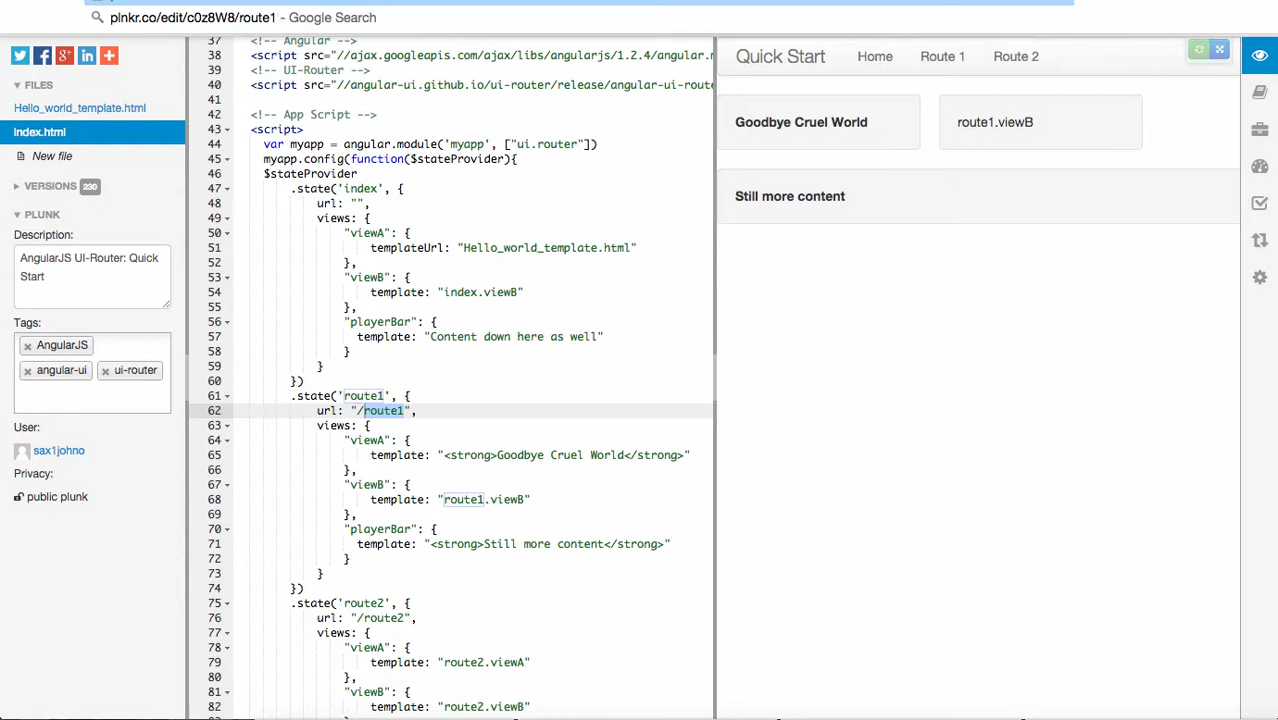 plnkr.co/edit/c0z8W8/route1 - Google Search
FILES
Hello_world_template.html
index.html
New file
VERSIONS 230
PLUNK
Description:
AngularJS UI-Router: Quick
Start
Tags:
× AngularJS
× angular-ui × ui-router
User:
sax1johno
Privacy:
public plunk
37 <!-- Angular -->
38 <script src="//ajax.googleapis.com/ajax/libs/angularjs/1.2.4/angular.m
39 <!-- UI-Router -->
40 <script src="//angular-ui.github.io/ui-router/release/angular-ui-route
41
42 <!-- App Script -->
43 <script>
44 var myapp = angular.module('myapp', ["ui.router"])
45 myapp.config(function($stateProvider){
46 $stateProvider
47 .state('index', {
48 url: "",
49 views: {
50 "viewA": {
51 templateUrl: "Hello_world_template.html"
52 },
53 "viewB": {
54 template: "index.viewB"
55 },
56 "playerBar": {
57 template: "Content down here as well"
58 }
59 }
60 })
61 .state('route1', {
62 url: "/route1",
63 views: {
64 "viewA": {
65 template: "<strong>Goodbye Cruel World</strong>"
66 },
67 "viewB": {
68 template: "route1.viewB"
69 },
70 "playerBar": {
71 template: "<strong>Still more content</strong>"
72 }
73 }
74 })
75 .state('route2', {
76 url: "/route2",
77 views: {
78 "viewA": {
79 template: "route2.viewA"
80 },
81 "viewB": {
82 template: "route2.viewB"
Quick Start Home Route 1 Route 2
Goodbye Cruel World
route1.viewB
Still more content